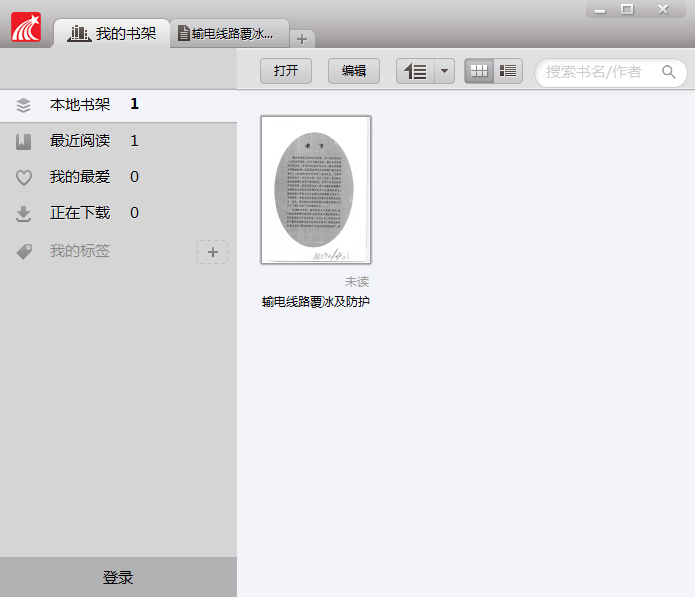 我的书架
输电线路覆冰...
打开
编辑
搜索书名/作者
本地书架 1
最近阅读 1
我的最爱 0
正在下载 0
我的标签
未读
输电线路覆冰及防护
登录